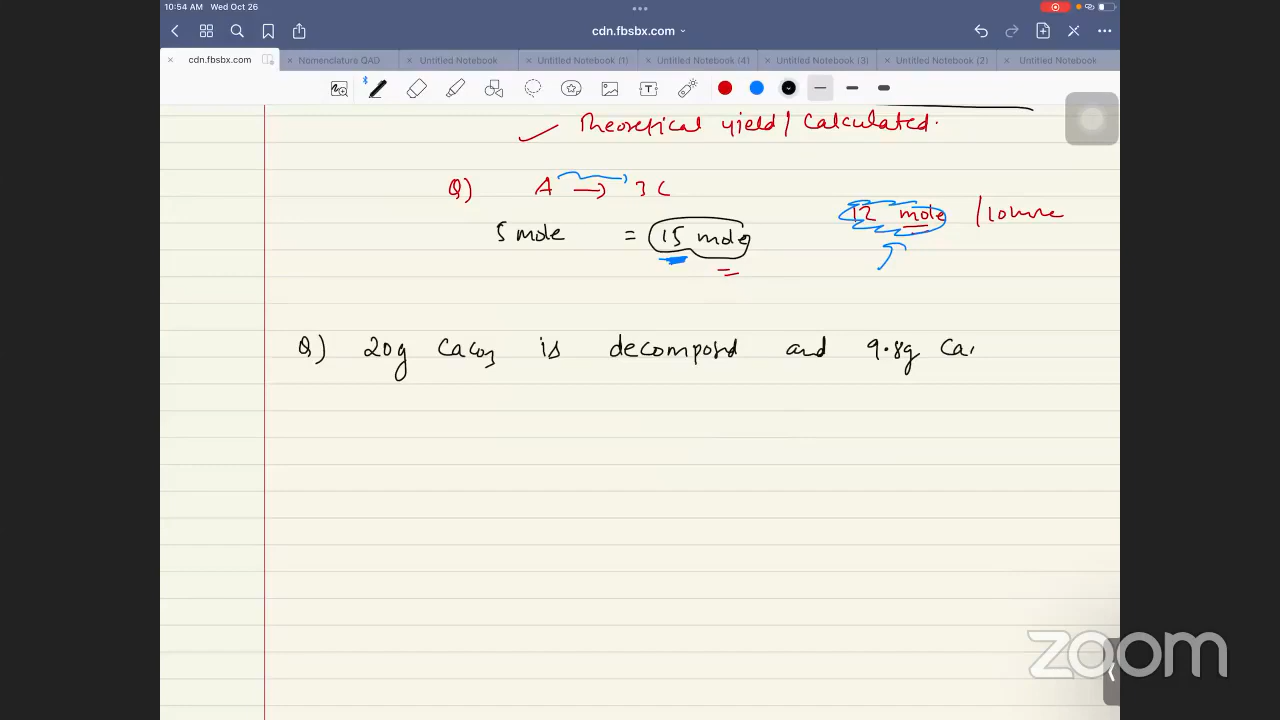 10:54 AM Wed Oct 26
cdn.fbsbx.com
cdn.fbsbx.com
Nomenclature QAD
Untitled Notebook
Untitled Notebook (1)
Untitled Notebook (4)
Untitled Notebook (3)
Untitled Notebook (2)
Untitled Notebook
Theoretical yield / Calculated.
Q) A → 3C
12 mole /
5 mole = 15 mole
Q) 20g CaCO3 is decomposd and 9.8g Ca
zoom